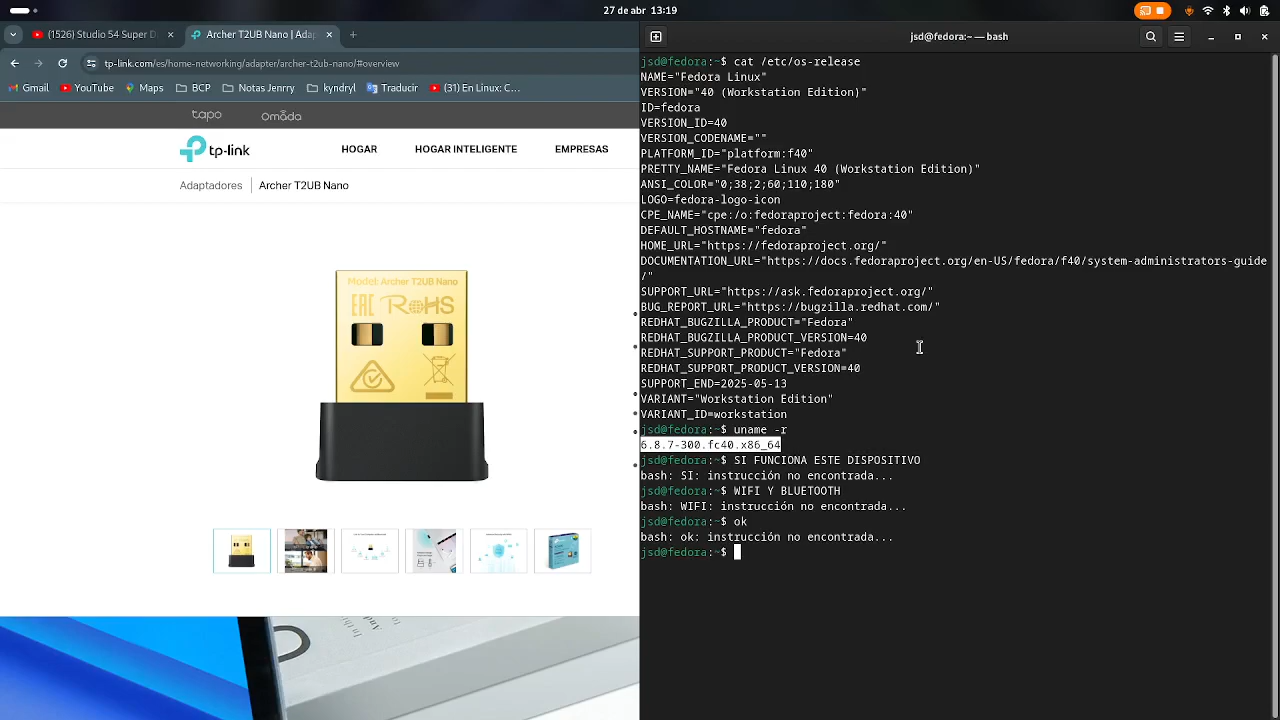 27 de abr 13:19
(1526) Studio 54-Super D
Archer T2UB Nano | Adap
tp-link.com/es/home-networking/adapter/archer-t2ub-nano/#overview
Gmail YouTube Maps BCP Notas Jenry kyndryl Traducir (31) En Linux: C...
tapo Omada
tp-link HOGAR HOGAR INTELIGENTE EMPRESAS
Adaptadores Archer T2UB Nano
Model: Archer T2UB Nano
EAC RoHS
jsd@fedora:~ — bash
jsd@fedora:~$ cat /etc/os-release
NAME="Fedora Linux"
VERSION="40 (Workstation Edition)"
ID=fedora
VERSION_ID=40
VERSION_CODENAME=""
PLATFORM_ID="platform:f40"
PRETTY_NAME="Fedora Linux 40 (Workstation Edition)"
ANSI_COLOR="0;38;2;60;110;180"
LOGO=fedora-logo-icon
CPE_NAME="cpe:/o:fedoraproject:fedora:40"
DEFAULT_HOSTNAME="fedora"
HOME_URL="https://fedoraproject.org/"
DOCUMENTATION_URL="https://docs.fedoraproject.org/en-US/fedora/f40/system-administrators-guide
/"
SUPPORT_URL="https://ask.fedoraproject.org/"
BUG_REPORT_URL="https://bugzilla.redhat.com/"
REDHAT_BUGZILLA_PRODUCT="Fedora"
REDHAT_BUGZILLA_PRODUCT_VERSION=40
REDHAT_SUPPORT_PRODUCT="Fedora"
REDHAT_SUPPORT_PRODUCT_VERSION=40
SUPPORT_END=2025-05-13
VARIANT="Workstation Edition"
VARIANT_ID=workstation
jsd@fedora:~$ uname -r
6.8.7-300.fc40.x86_64
jsd@fedora:~$ SI FUNCIONA ESTE DISPOSITIVO
bash: SI: instrucción no encontrada...
jsd@fedora:~$ WIFI Y BLUETOOTH
bash: WIFI: instrucción no encontrada...
jsd@fedora:~$ ok
bash: ok: instrucción no encontrada...
jsd@fedora:~$